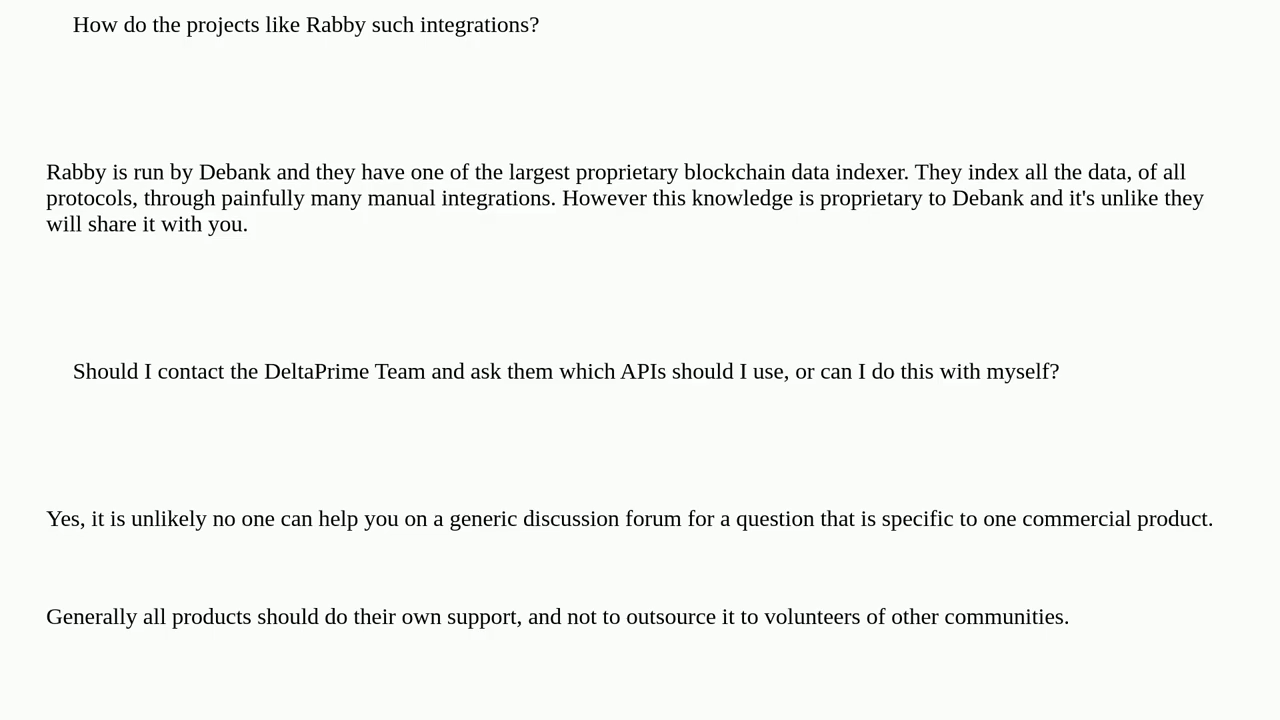 How do the projects like Rabby such integrations?
Rabby is run by Debank and they have one of the largest proprietary blockchain data indexer. They index all the data, of all
protocols, through painfully many manual integrations. However this knowledge is proprietary to Debank and it's unlike they
will share it with you.
Should I contact the DeltaPrime Team and ask them which APIs should I use, or can I do this with myself?
Yes, it is unlikely no one can help you on a generic discussion forum for a question that is specific to one commercial product.
Generally all products should do their own support, and not to outsource it to volunteers of other communities.